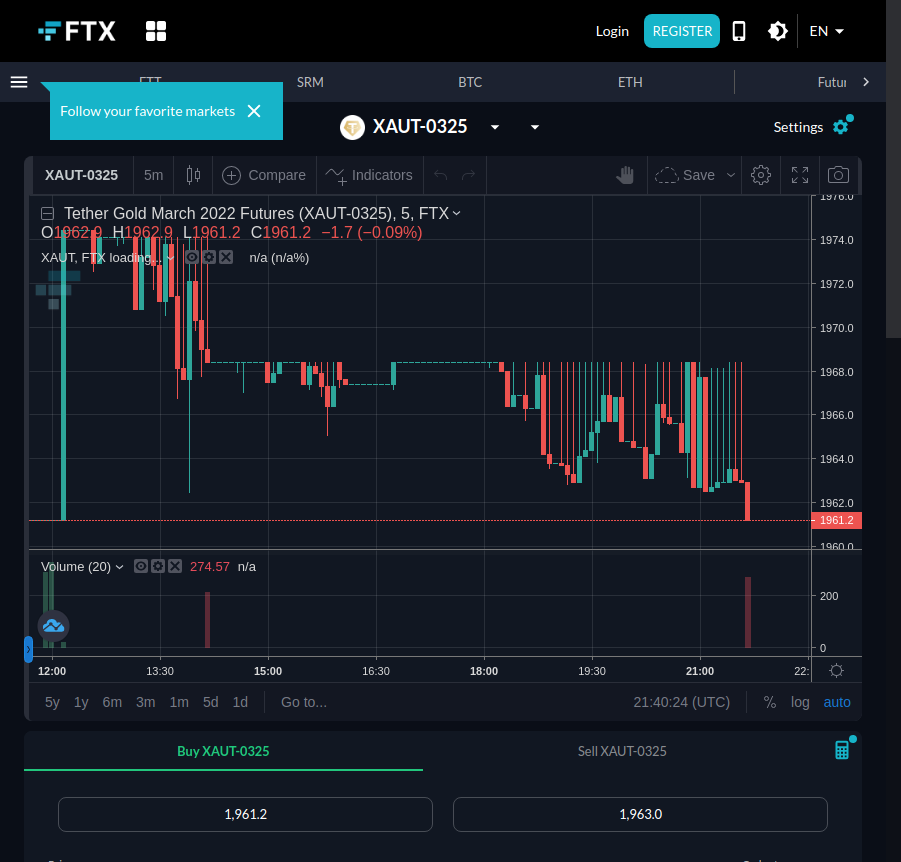 FTX
Login
REGISTER
EN
FTT
SRM
BTC
ETH
Futur
Follow your favorite markets
XAUT-0325
Settings
XAUT-0325
5m
Compare
Indicators
Save
Tether Gold March 2022 Futures (XAUT-0325), 5, FTX
O1962.9 H1962.9 L1961.2 C1961.2 −1.7 (−0.09%)
XAUT, FTX loading... n/a (n/a%)
1976.0
1974.0
1972.0
1970.0
1968.0
1966.0
1964.0
1962.0
1961.2
1960.0
Volume (20) 274.57 n/a
200
0
12:00 13:30 15:00 16:30 18:00 19:30 21:00 22:
5y 1y 6m 3m 1m 5d 1d Go to... 21:40:24 (UTC) % log auto
Buy XAUT-0325
Sell XAUT-0325
1,961.2
1,963.0